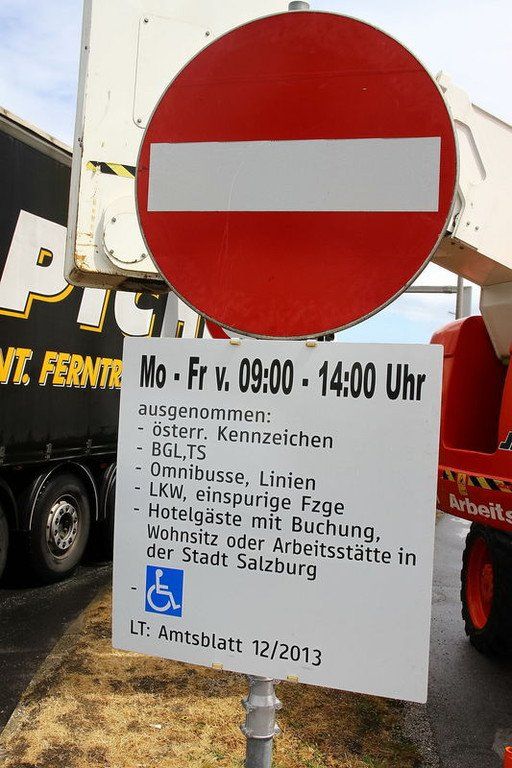 PICH
NT. FERNTR
Mo - Fr v. 09:00 - 14:00 Uhr
ausgenommen:
- österr. Kennzeichen
- BGL,TS
- Omnibusse, Linien
- LKW, einspurige Fzge
- Hotelgäste mit Buchung,
Wohnsitz oder Arbeitsstätte in
der Stadt Salzburg
-
LT: Amtsblatt 12/2013
Arbeits